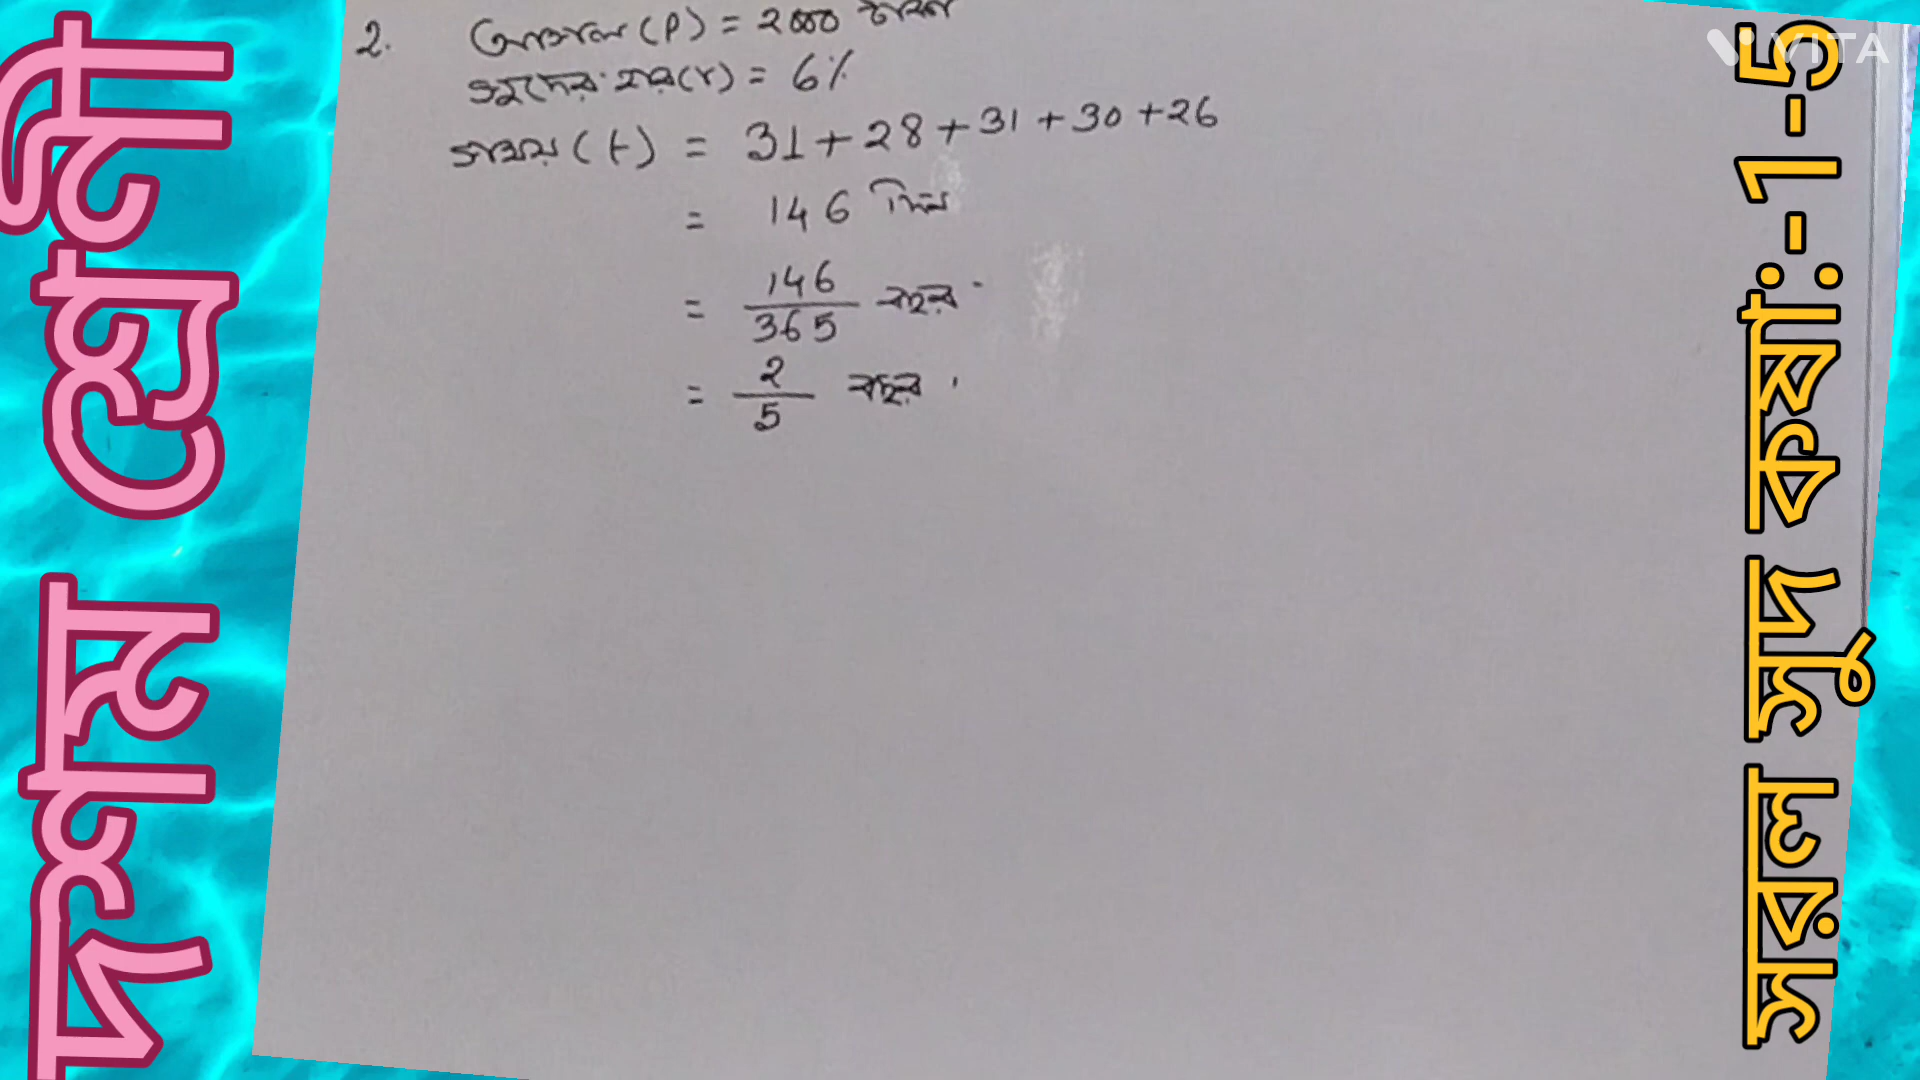 দশম শ্রেনী
2. আসল (P) = 2000 টাকা
সুদের হার (r) = 6%
সময় (t) = 31 + 28 + 31 + 30 + 26
= 146 দিন
= 146/365 বছর
= 2/5 বছর
সরল সুদ কষা:-1-5
VITA